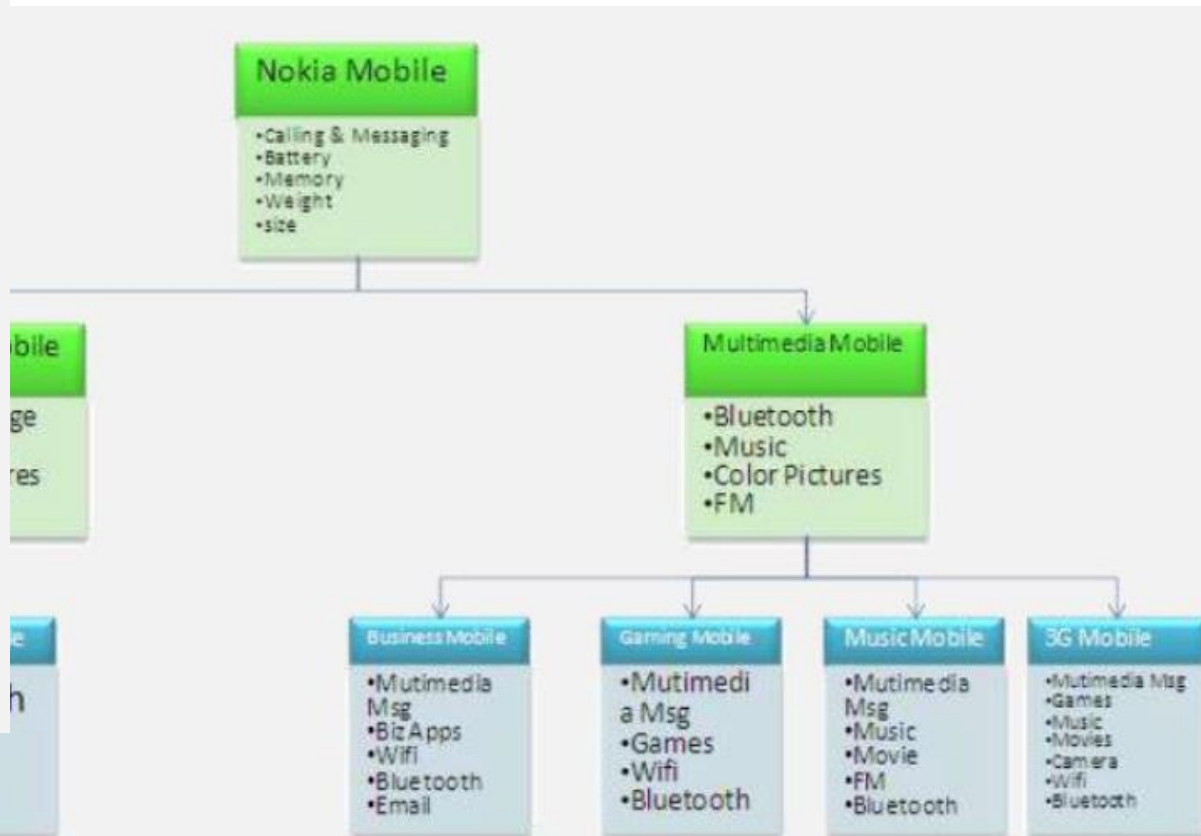 Nokia Mobile
•Calling & Messaging
•Battery
•Memory
•Weight
•size
bile
ge
res
Multimedia Mobile
•Bluetooth
•Music
•Color Pictures
•FM
e
h
Business Mobile
•Mutimedia
Msg
•Biz Apps
•Wifi
•Bluetooth
•Email
Gaming Mobile
•Mutimedi
a Msg
•Games
•Wifi
•Bluetooth
Music Mobile
•Mutimedia
Msg
•Music
•Movie
•FM
•Bluetooth
3G Mobile
•Mutimedia Msg
•Games
•Music
•Movies
•Camera
•Wifi
•Bluetooth